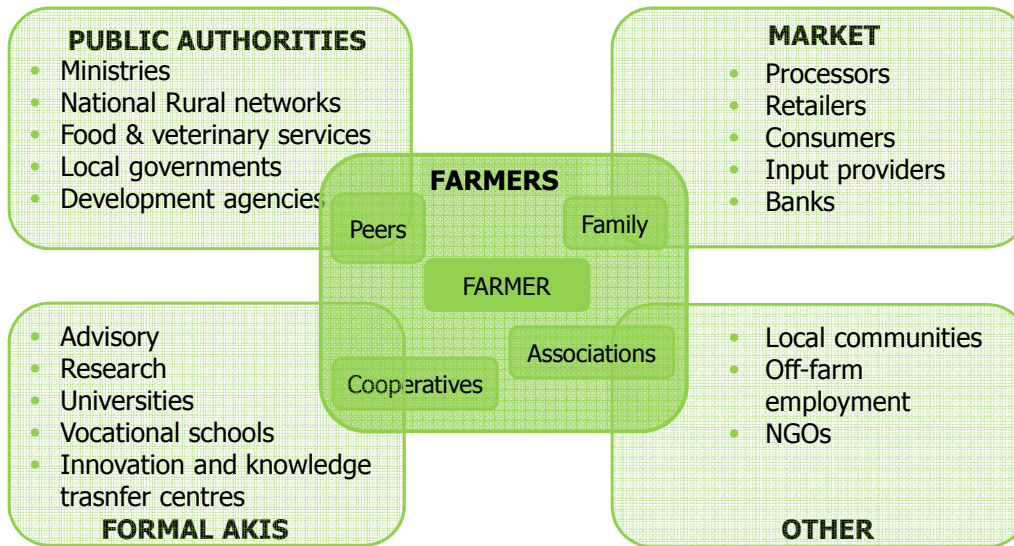 PUBLIC AUTHORITIES
• Ministries
• National Rural networks
• Food & veterinary services
• Local governments
• Development agencies
MARKET
• Processors
• Retailers
• Consumers
• Input providers
• Banks
FARMERS
Peers
Family
FARMER
Associations
Cooperatives
• Advisory
• Research
• Universities
• Vocational schools
• Innovation and knowledge
trasnfer centres
FORMAL AKIS
• Local communities
• Off-farm
employment
• NGOs
OTHER